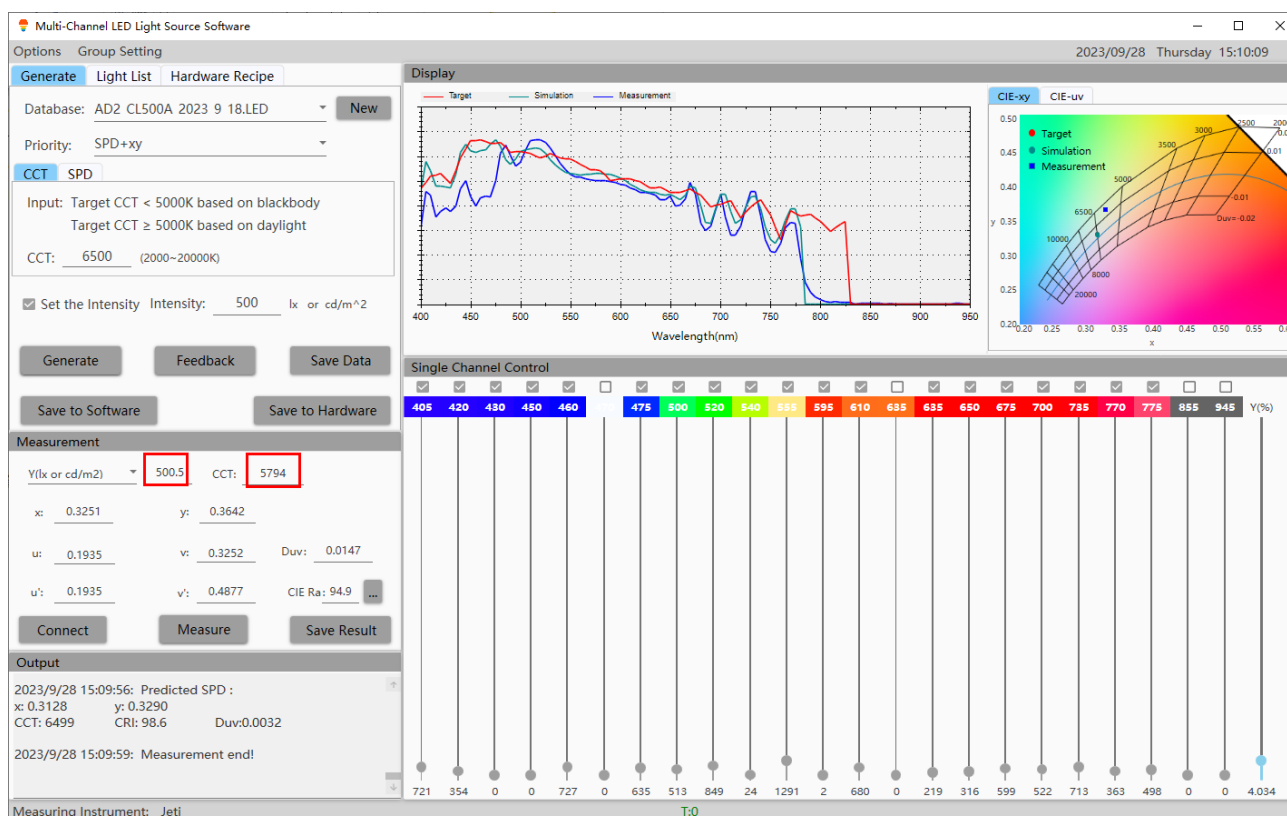 Multi-Channel LED Light Source Software
Options Group Setting 2023/09/28 Thursday 15:10:09
Generate Light List Hardware Recipe
Database: AD2 CL500A 2023 9 18.LED New
Priority: SPD+xy
CCT SPD
Input: Target CCT < 5000K based on blackbody
Target CCT ≥ 5000K based on daylight
CCT: 6500 (2000~20000K)
Set the Intensity Intensity: 500 lx or cd/m^2
Generate Feedback Save Data
Save to Software Save to Hardware
Measurement
Y(lx or cd/m2) 500.5 CCT: 5794
x: 0.3251 y: 0.3642
u: 0.1935 v: 0.3252 Duv: 0.0147
u': 0.1935 v': 0.4877 CIE Ra: 94.9 ...
Connect Measure Save Result
Output
2023/9/28 15:09:56: Predicted SPD :
x: 0.3128 y: 0.3290
CCT: 6499 CRI: 98.6 Duv:0.0032
2023/9/28 15:09:59: Measurement end!
Measuring Instrument: Jeti T:0
Display
Target Simulation Measurement
400 450 500 550 600 650 700 750 800 850 900 950
Wavelength(nm)
CIE-xy CIE-uv
Target
Simulation
Measurement
0.50
0.45
0.40
y 0.35
0.30
0.25
0.20
0.20 0.25 0.30 0.35 0.40 0.45 0.50 0.55
x
2500
3000
3500
5000
6500
10000
8000
20000
0.01
-0.01
Duv= -0.02
Single Channel Control
405 420 430 450 460 475 500 520 540 555 595 610 635 685 650 675 700 735 770 775 855 945 Y(%)
721 354 0 0 727 0 635 513 849 24 1291 2 680 0 219 316 599 522 713 363 498 0 0 4.034